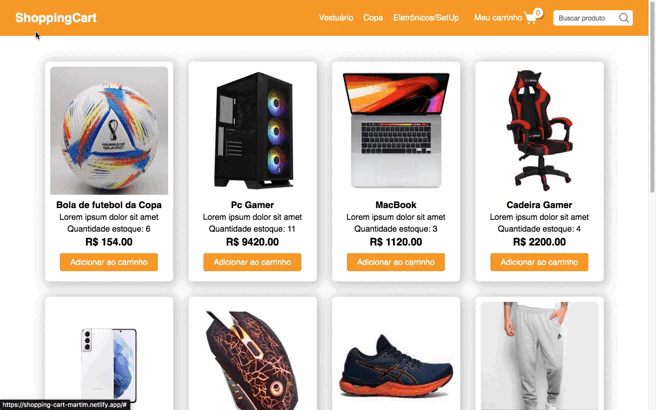 ShoppingCart
Vestuário Copa Eletrônicos/SetUp Meu carrinho 0 Buscar produto
Bola de futebol da Copa
Lorem ipsum dolor sit amet
Quantidade estoque: 6
R$ 154.00
Adicionar ao carrinho
Pc Gamer
Lorem ipsum dolor sit amet
Quantidade estoque: 11
R$ 9420.00
Adicionar ao carrinho
MacBook
Lorem ipsum dolor sit amet
Quantidade estoque: 3
R$ 1120.00
Adicionar ao carrinho
Cadeira Gamer
Lorem ipsum dolor sit amet
Quantidade estoque: 4
R$ 2200.00
Adicionar ao carrinho
https://shopping-cart-martim.netlify.app/#